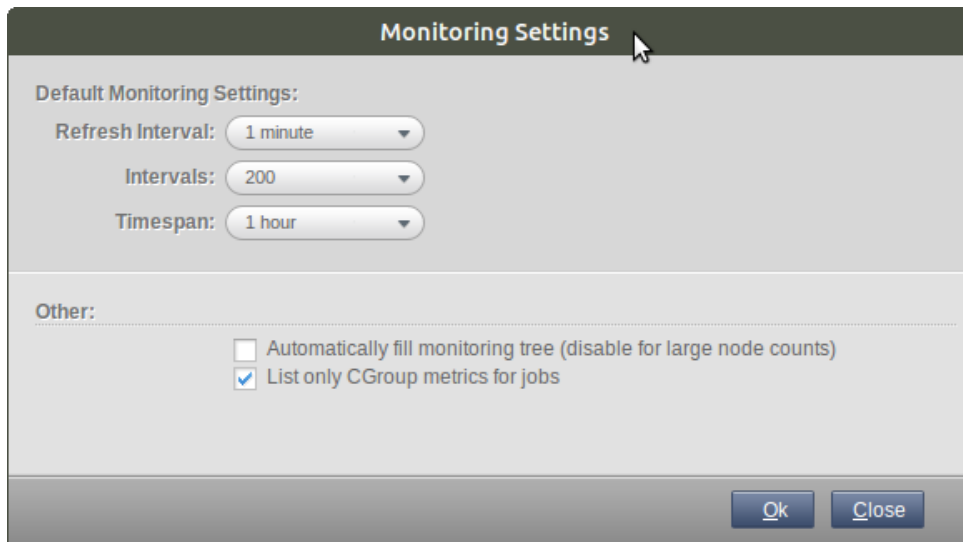 Monitoring Settings
Default Monitoring Settings:
Refresh Interval: 1 minute
Intervals: 200
Timespan: 1 hour
Other:
Automatically fill monitoring tree (disable for large node counts)
List only CGroup metrics for jobs
Ok Close